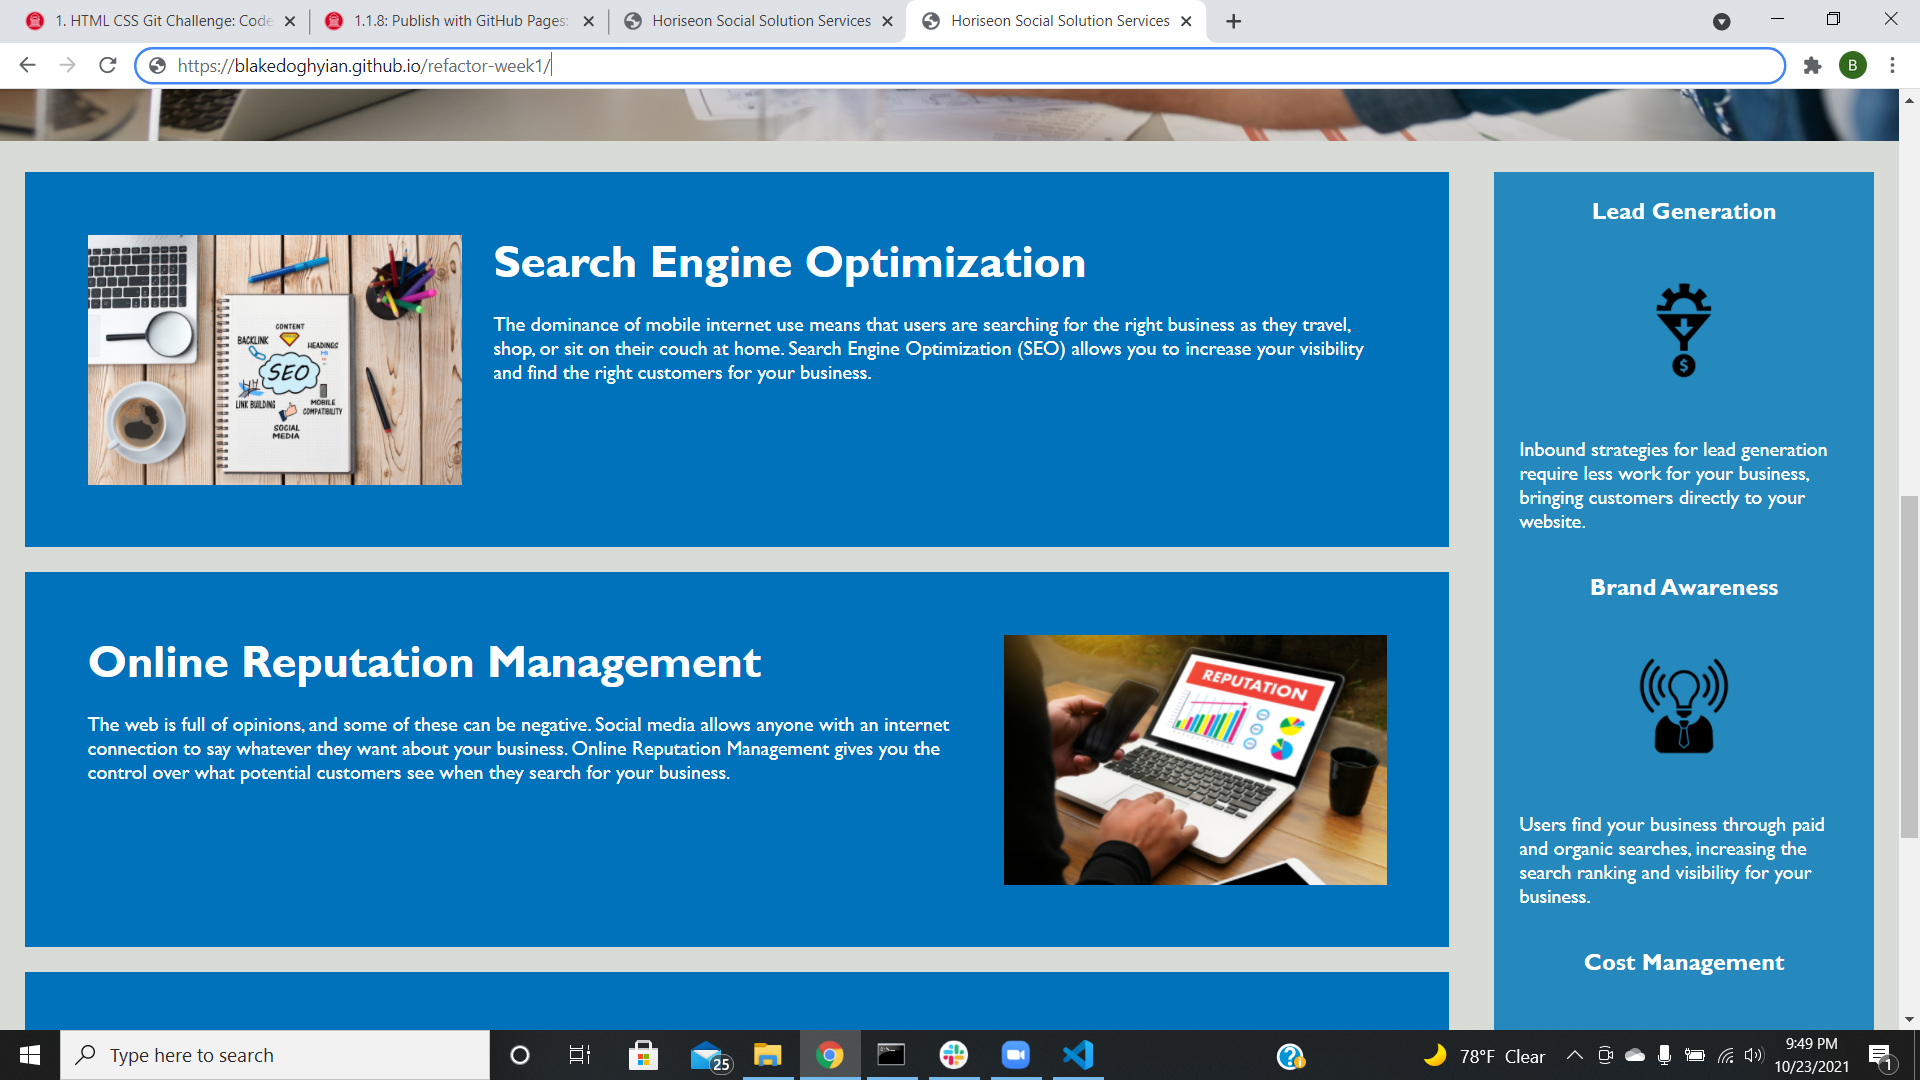 1. HTML CSS Git Challenge: Code
1.1.8: Publish with GitHub Pages:
Horiseon Social Solution Services
Horiseon Social Solution Services
https://blakedoghyian.github.io/refactor-week1/
B
Search Engine Optimization
The dominance of mobile internet use means that users are searching for the right business as they travel,
shop, or sit on their couch at home. Search Engine Optimization (SEO) allows you to increase your visibility
and find the right customers for your business.
CONTENT
BACKLINK
HEADINGS
SEO
LINK BUILDING
MOBILE
COMPATIBILITY
SOCIAL
MEDIA
Online Reputation Management
The web is full of opinions, and some of these can be negative. Social media allows anyone with an internet
connection to say whatever they want about your business. Online Reputation Management gives you the
control over what potential customers see when they search for your business.
REPUTATION
Lead Generation
$
Inbound strategies for lead generation
require less work for your business,
bringing customers directly to your
website.
Brand Awareness
Users find your business through paid
and organic searches, increasing the
search ranking and visibility for your
business.
Cost Management
Type here to search
25
78°F Clear
9:49 PM
10/23/2021
1